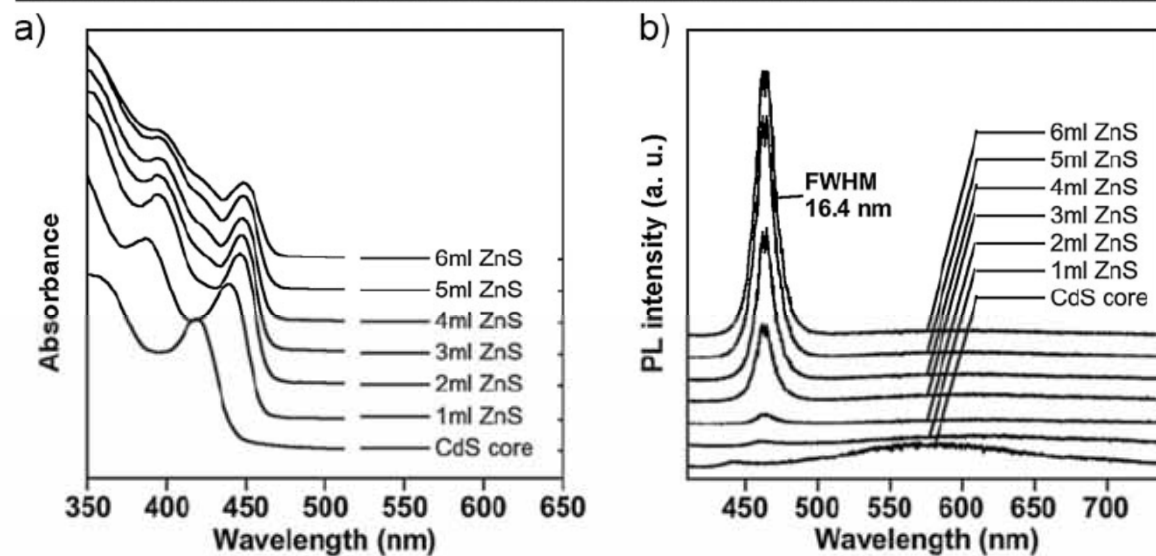 a)
Absorbance
6ml ZnS
5ml ZnS
4ml ZnS
3ml ZnS
2ml ZnS
1ml ZnS
CdS core
350 400 450 500 550 600 650
Wavelength (nm)
b)
PL intensity (a. u.)
FWHM
16.4 nm
6ml ZnS
5ml ZnS
4ml ZnS
3ml ZnS
2ml ZnS
1ml ZnS
CdS core
450 500 550 600 650 700
Wavelength (nm)